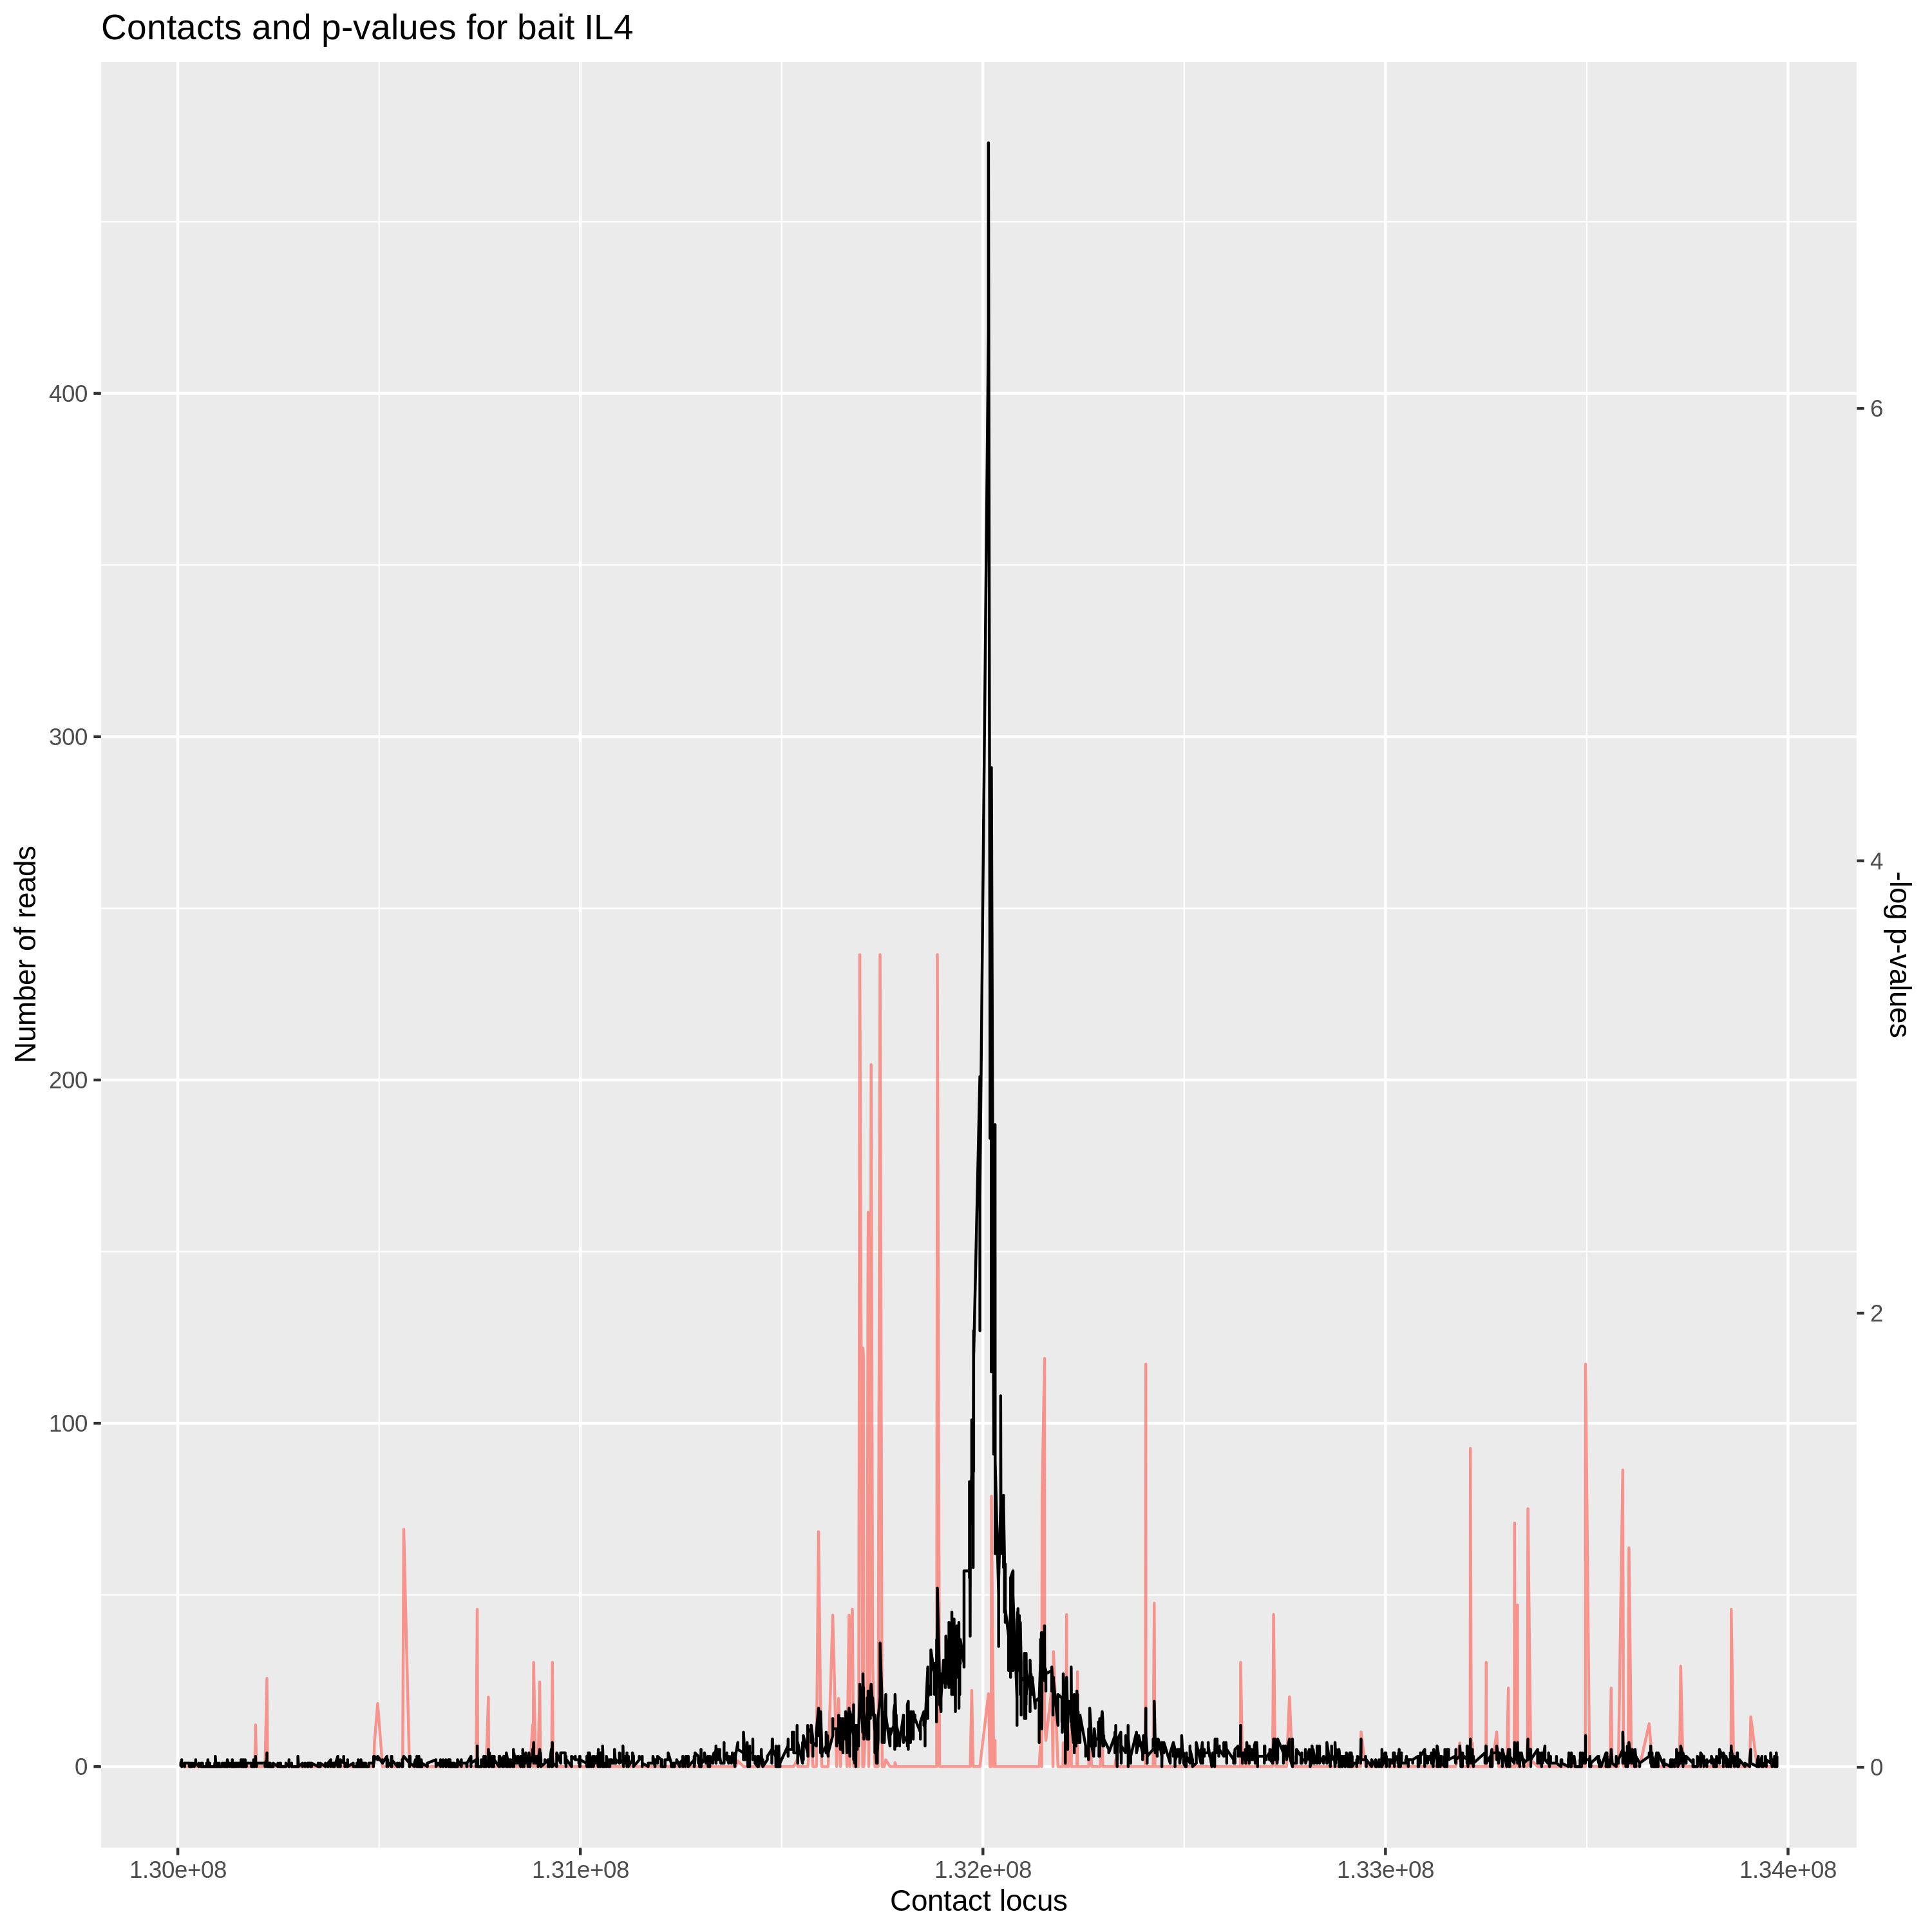 Contacts and p-values for bait IL4
Number of reads
400
300
200
100
0
6
4
2
0
-log p-values
1.30e+08
1.31e+08
1.32e+08
1.33e+08
1.34e+08
Contact locus